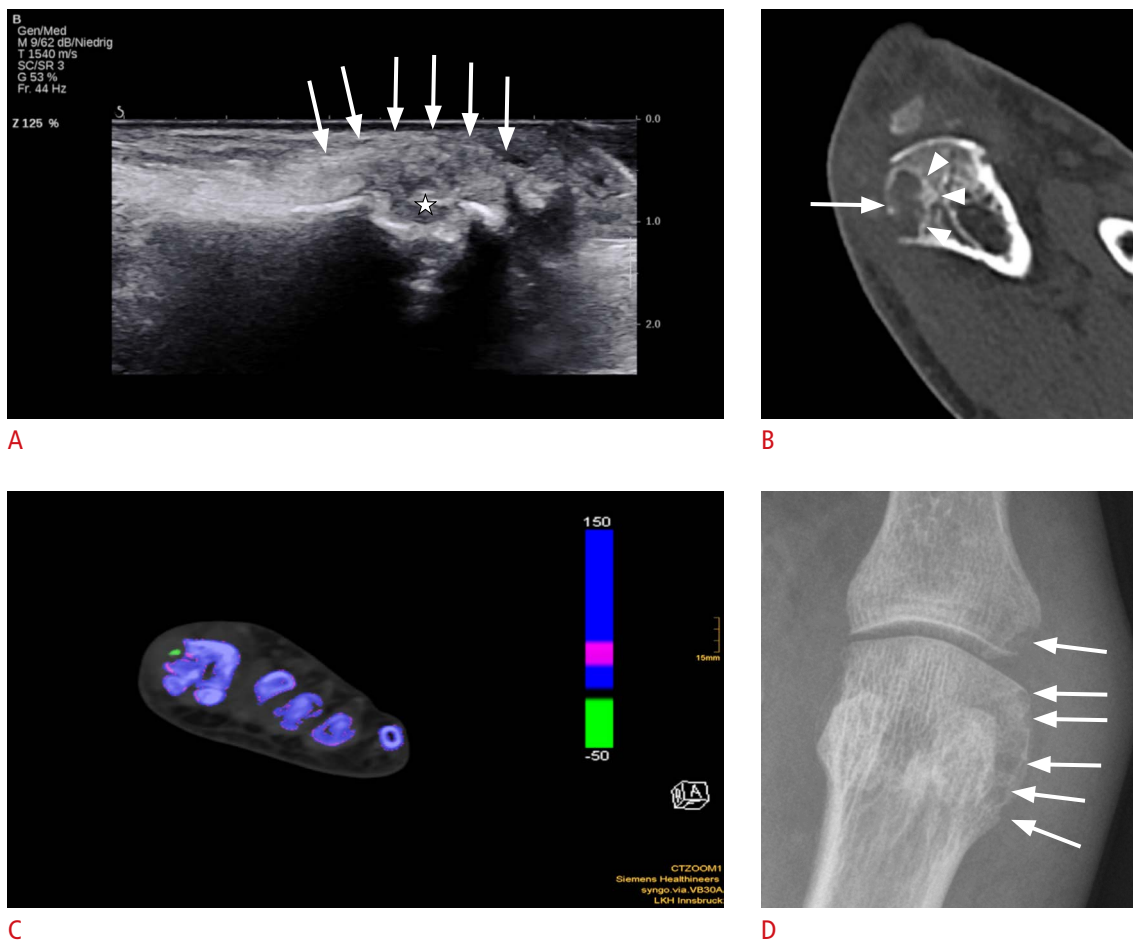 B
Gen/Med
M 9/62 dB/Niedrig
T 1540 m/s
SC/SR 3
G 53 %
Fr. 44 Hz
Z 125 %
0.0
1.0
2.0
A
B
150
-50
15mm
A
CTZOOM1
Siemens Healthineers
syngo.via.VB30A
LKH Innsbruck
C
D